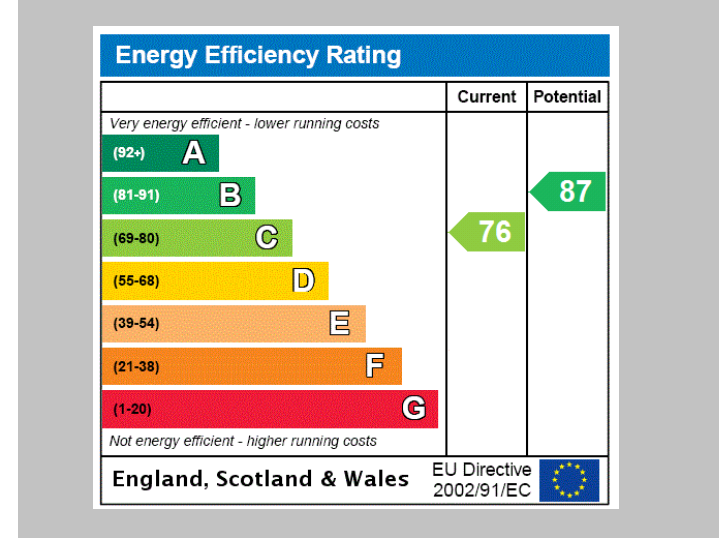 Energy Efficiency Rating
Current Potential
Very energy efficient - lower running costs
(92+) A
(81-91) B 87
(69-80) C 76
(55-68) D
(39-54) E
(21-38) F
(1-20) G
Not energy efficient - higher running costs
England, Scotland & Wales
EU Directive
2002/91/EC